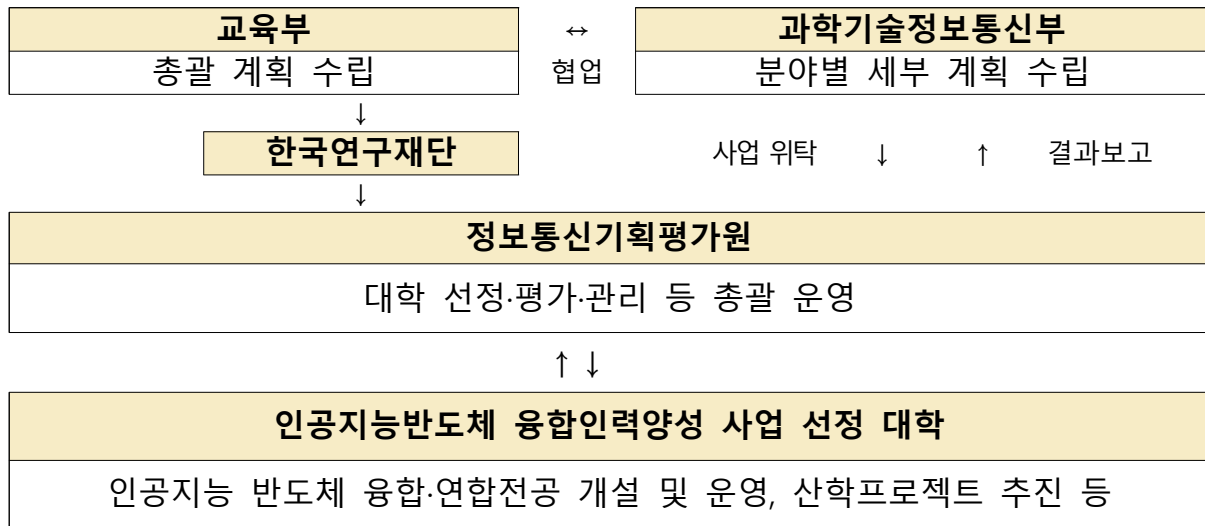 교육부 ↔ 과학기술정보통신부
총괄 계획 수립 협업 분야별 세부 계획 수립
↓
한국연구재단 사업 위탁 ↓ ↑ 결과보고
↓
정보통신기획평가원
대학 선정·평가·관리 등 총괄 운영
↑ ↓
인공지능반도체 융합인력양성 사업 선정 대학
인공지능 반도체 융합·연합전공 개설 및 운영, 산학프로젝트 추진 등